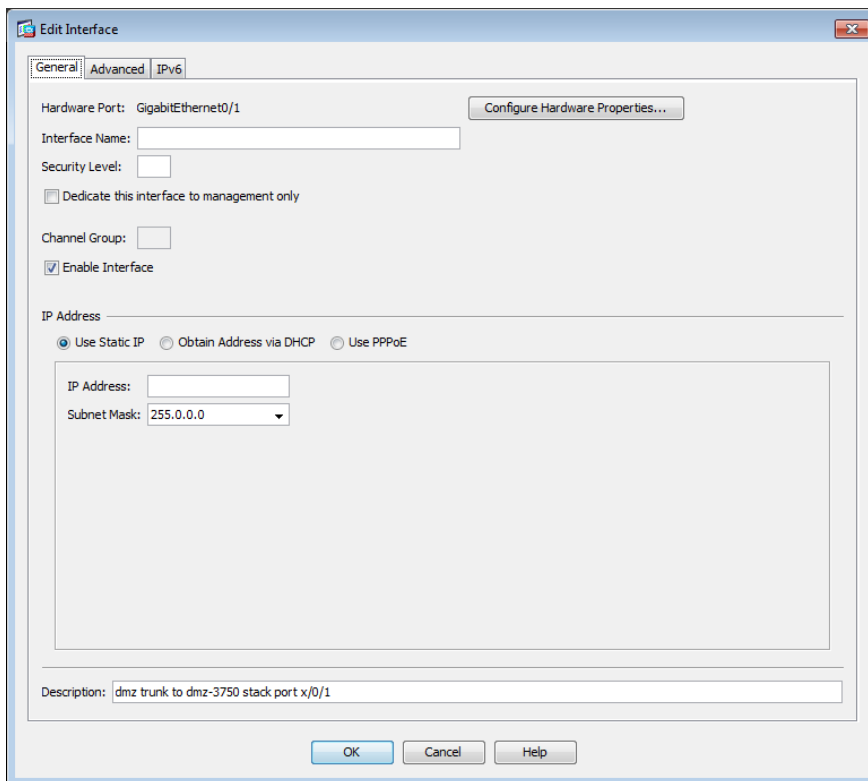 Edit Interface
General Advanced IPv6
Hardware Port: GigabitEthernet0/1 Configure Hardware Properties...
Interface Name:
Security Level:
Dedicate this interface to management only
Channel Group:
Enable Interface
IP Address
Use Static IP Obtain Address via DHCP Use PPPoE
IP Address:
Subnet Mask: 255.0.0.0
Description: dmz trunk to dmz-3750 stack port x/0/1
OK Cancel Help